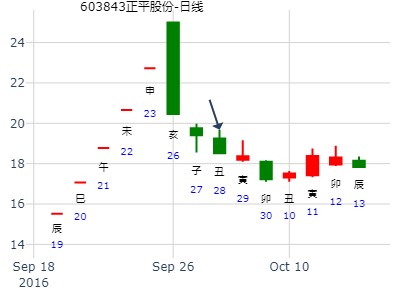 603843正平股份-日线
24
22
20
18
16
14
辰
19
巳
20
午
21
未
22
申
23
亥
26
子
27
丑
28
寅
29
卯
30
丑
10
寅
11
卯
12
辰
13
Sep 18
2016
Sep 26
Oct 10